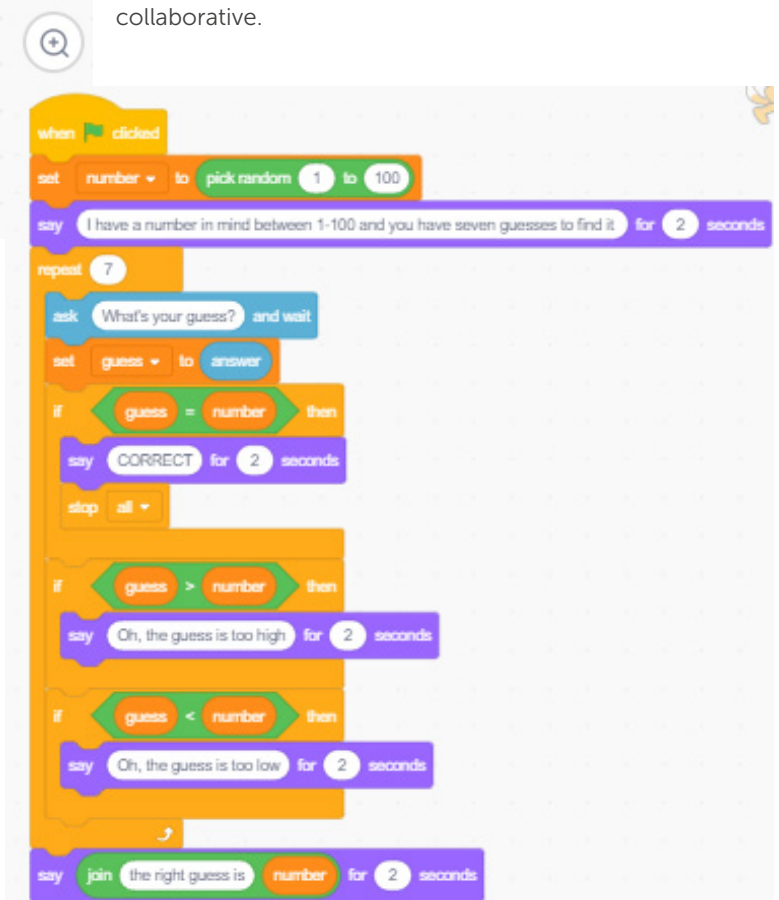 collaborative.
when clicked
set number to pick random 1 to 100
say I have a number in mind between 1-100 and you have seven guesses to find it for 2 seconds
repeat 7
ask What's your guess? and wait
set guess to answer
if guess = number then
say CORRECT for 2 seconds
stop all
if guess > number then
say Oh, the guess is too high for 2 seconds
if guess < number then
say Oh, the guess is too low for 2 seconds
say join the right guess is number for 2 seconds